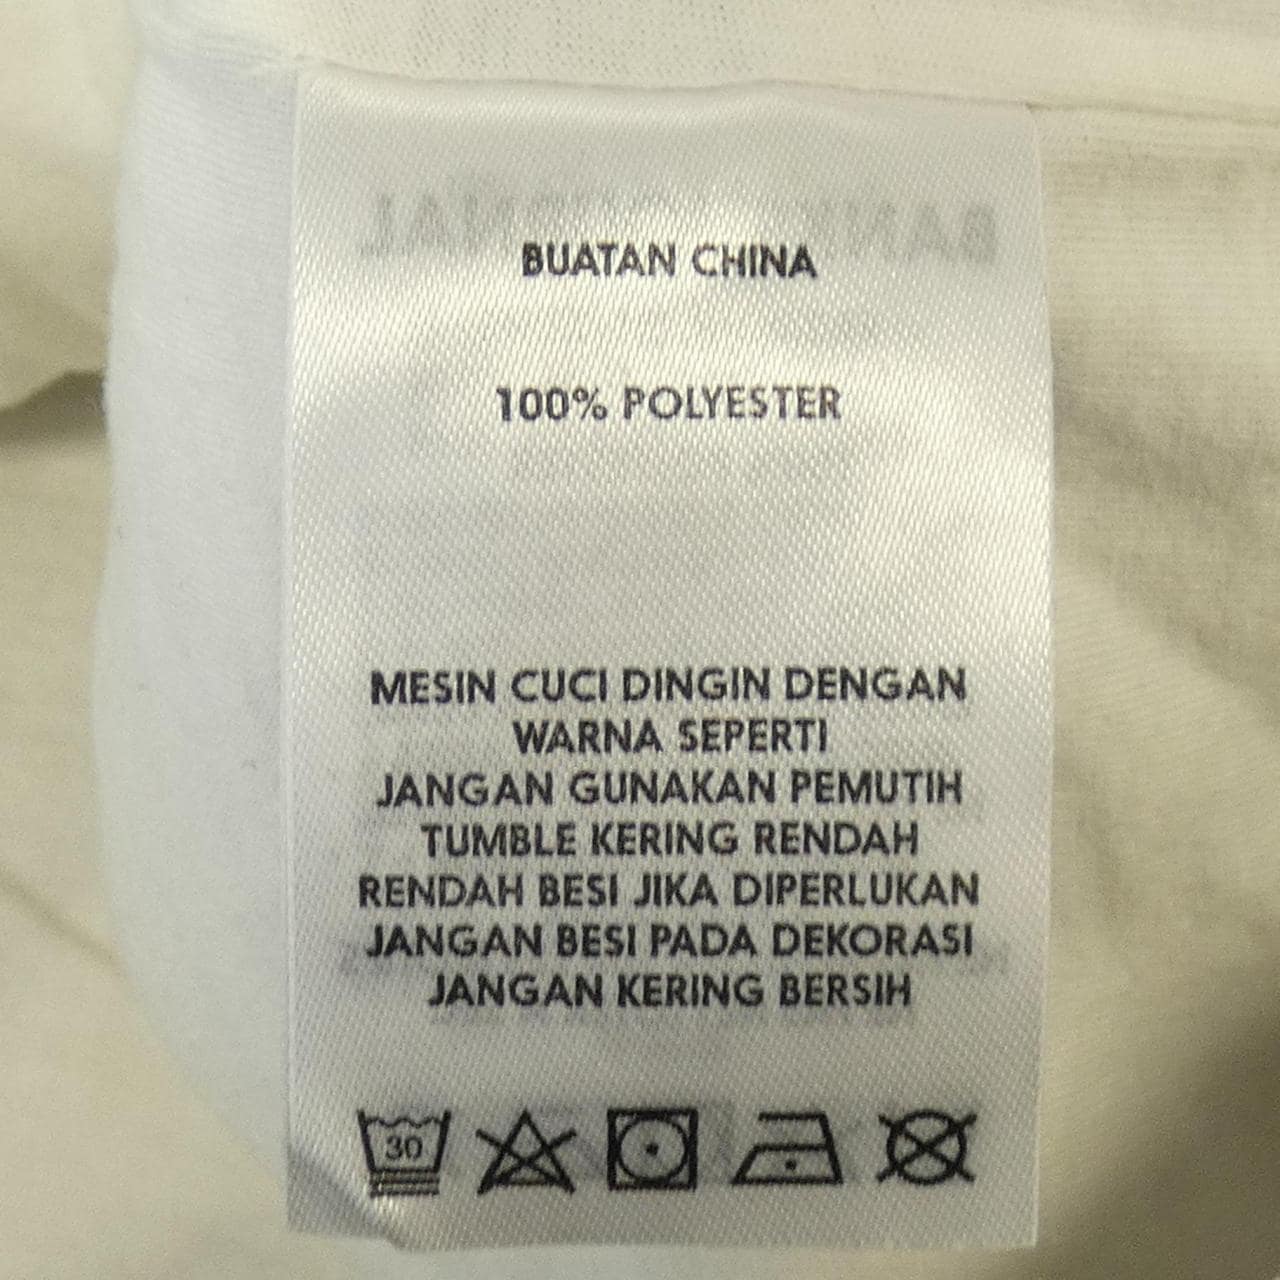 BUATAN CHINA
100% POLYESTER
MESIN CUCI DINGIN DENGAN
WARNA SEPERTI
JANGAN GUNAKAN PEMUTIH
TUMBLE KERING RENDAH
RENDAH BESI JIKA DIPERLUKAN
JANGAN BESI PADA DEKORASI
JANGAN KERING BERSIH
30